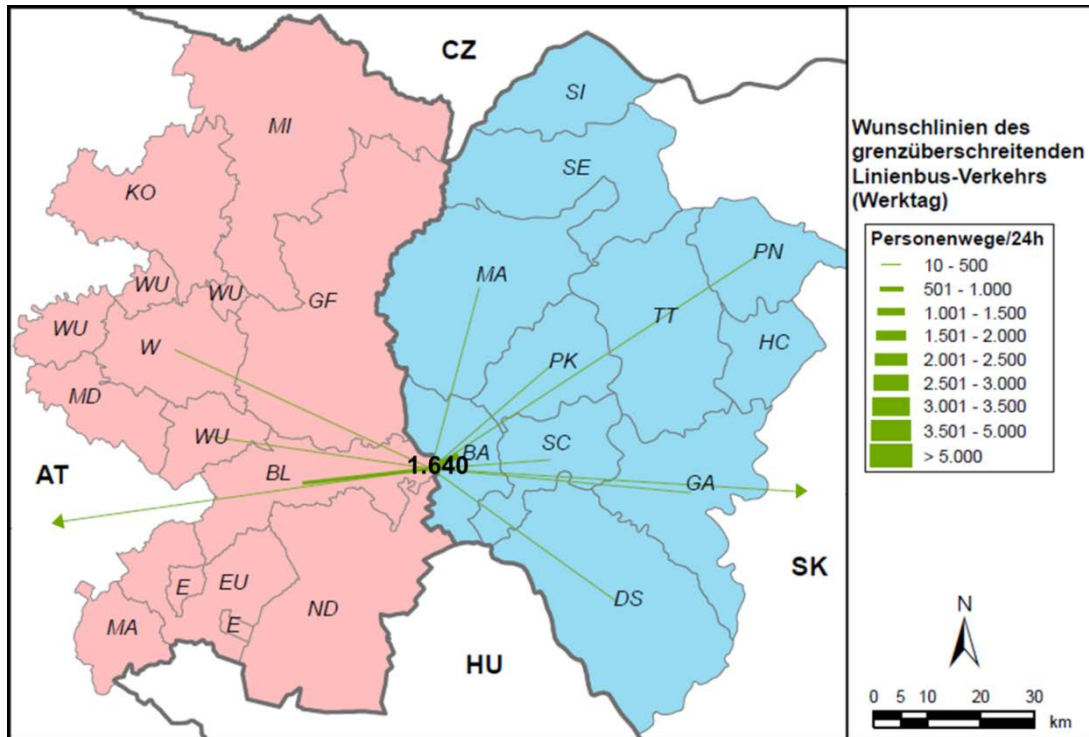 CZ
SI
MI
SE
KO
PN
MA
WU
WU
GF
TT
WU
HC
W
PK
MD
WU
SC
BA
1.640
AT
BL
GA
SK
E
EU
ND
DS
MA
E
HU
Wunschlinien des
grenzüberschreitenden
Linienbus-Verkehrs
(Werktag)
Personenwege/24h
10 - 500
501 - 1.000
1.001 - 1.500
1.501 - 2.000
2.001 - 2.500
2.501 - 3.000
3.001 - 3.500
3.501 - 5.000
> 5.000
N
0 5 10 20 30
km